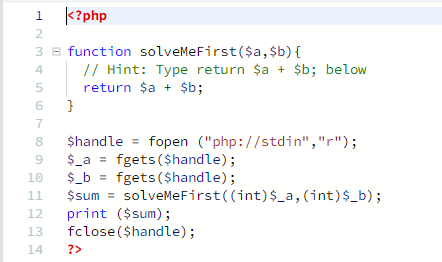 1 <?php
2
3 function solveMeFirst($a,$b){
4 // Hint: Type return $a + $b; below
5 return $a + $b;
6 }
7
8 $handle = fopen ("php://stdin","r");
9 $_a = fgets($handle);
10 $_b = fgets($handle);
11 $sum = solveMeFirst((int)$_a,(int)$_b);
12 print ($sum);
13 fclose($handle);
14 ?>